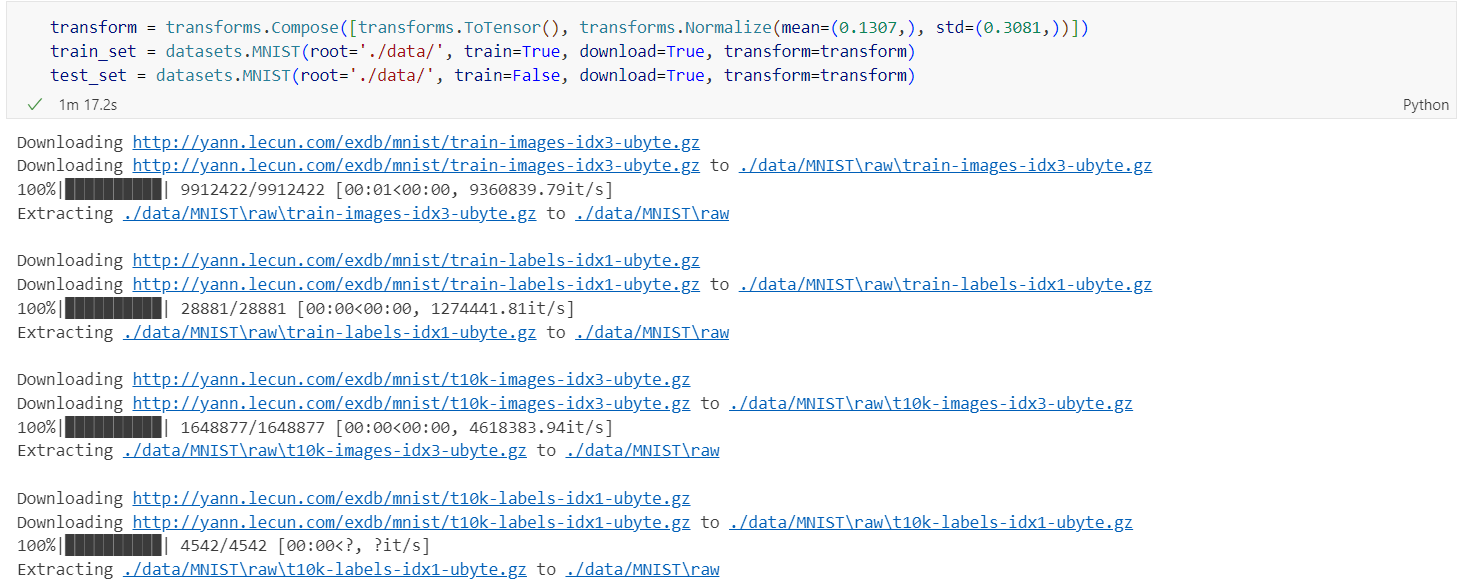 transform = transforms.Compose([transforms.ToTensor(), transforms.Normalize(mean=(0.1307,), std=(0.3081,))])
train_set = datasets.MNIST(root='./data/', train=True, download=True, transform=transform)
test_set = datasets.MNIST(root='./data/', train=False, download=True, transform=transform)
✓ 1m 17.2s Python
Downloading http://yann.lecun.com/exdb/mnist/train-images-idx3-ubyte.gz
Downloading http://yann.lecun.com/exdb/mnist/train-images-idx3-ubyte.gz to ./data/MNIST\raw\train-images-idx3-ubyte.gz
100%|██████████| 9912422/9912422 [00:01<00:00, 9360839.79it/s]
Extracting ./data/MNIST\raw\train-images-idx3-ubyte.gz to ./data/MNIST\raw
Downloading http://yann.lecun.com/exdb/mnist/train-labels-idx1-ubyte.gz
Downloading http://yann.lecun.com/exdb/mnist/train-labels-idx1-ubyte.gz to ./data/MNIST\raw\train-labels-idx1-ubyte.gz
100%|██████████| 28881/28881 [00:00<00:00, 1274441.81it/s]
Extracting ./data/MNIST\raw\train-labels-idx1-ubyte.gz to ./data/MNIST\raw
Downloading http://yann.lecun.com/exdb/mnist/t10k-images-idx3-ubyte.gz
Downloading http://yann.lecun.com/exdb/mnist/t10k-images-idx3-ubyte.gz to ./data/MNIST\raw\t10k-images-idx3-ubyte.gz
100%|██████████| 1648877/1648877 [00:00<00:00, 4618383.94it/s]
Extracting ./data/MNIST\raw\t10k-images-idx3-ubyte.gz to ./data/MNIST\raw
Downloading http://yann.lecun.com/exdb/mnist/t10k-labels-idx1-ubyte.gz
Downloading http://yann.lecun.com/exdb/mnist/t10k-labels-idx1-ubyte.gz to ./data/MNIST\raw\t10k-labels-idx1-ubyte.gz
100%|██████████| 4542/4542 [00:00<?, ?it/s]
Extracting ./data/MNIST\raw\t10k-labels-idx1-ubyte.gz to ./data/MNIST\raw